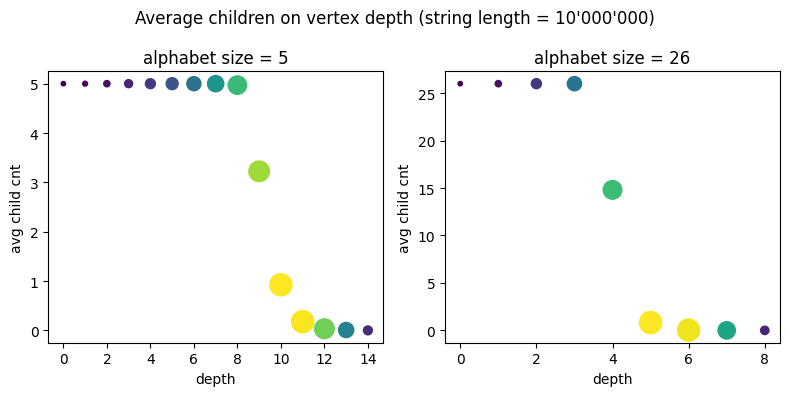 Average children on vertex depth (string length = 10'000'000)
alphabet size = 5
avg child cnt
5
4
3
2
1
0
0 2 4 6 8 10 12 14
depth
alphabet size = 26
avg child cnt
25
20
15
10
5
0
0 2 4 6 8
depth